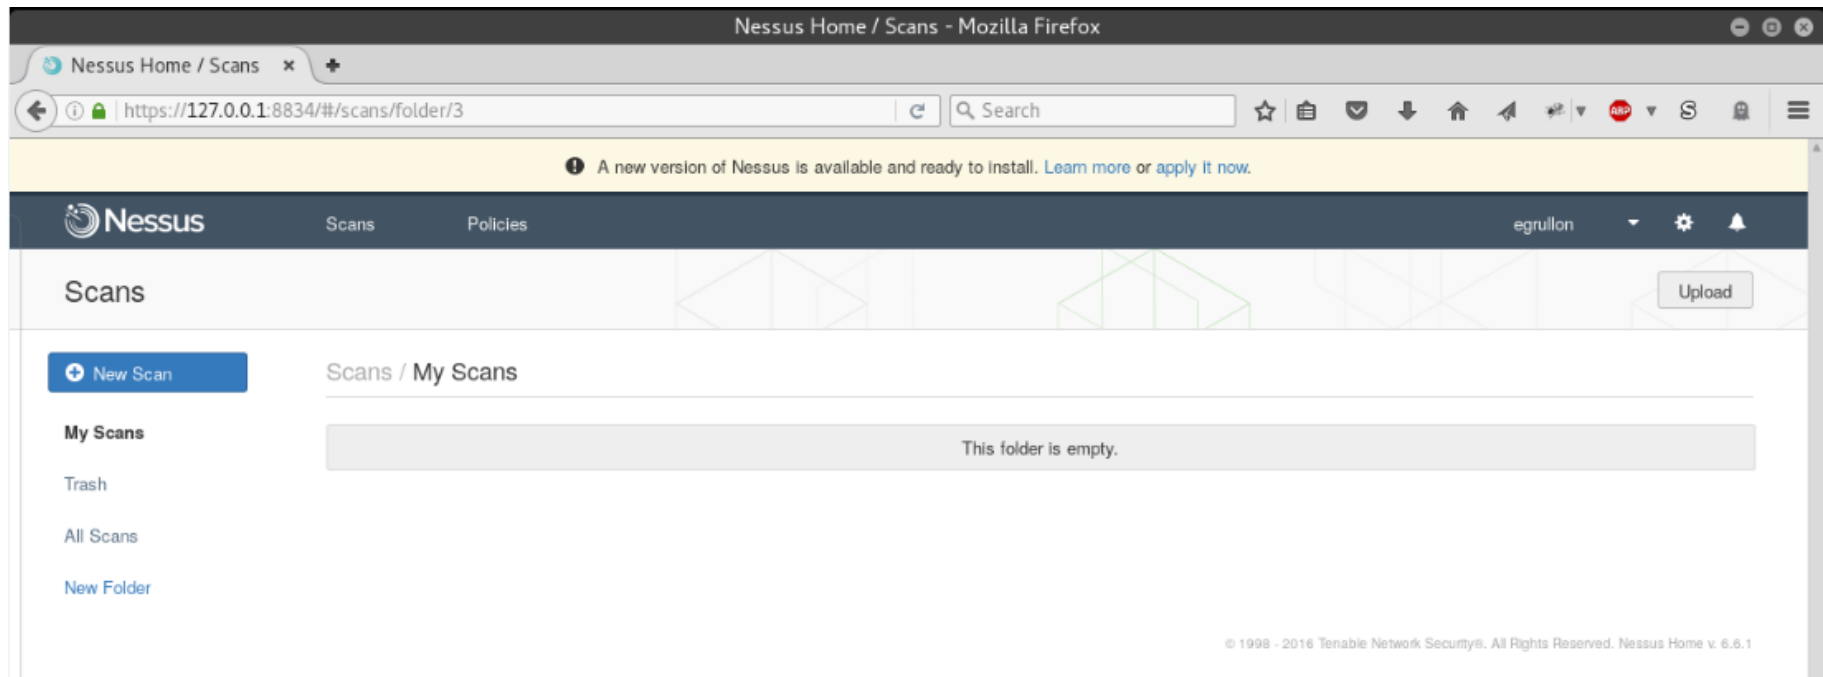 Nessus Home / Scans - Mozilla Firefox
Nessus Home / Scans
https://127.0.0.1:8834/#/scans/folder/3
Search
ABP
S
A new version of Nessus is available and ready to install. Learn more or apply it now.
Nessus
Scans
Policies
egrullon
Scans
Upload
New Scan
Scans / My Scans
My Scans
This folder is empty.
Trash
All Scans
New Folder
© 1998 - 2016 Tenable Network Security®. All Rights Reserved. Nessus Home v. 6.6.1